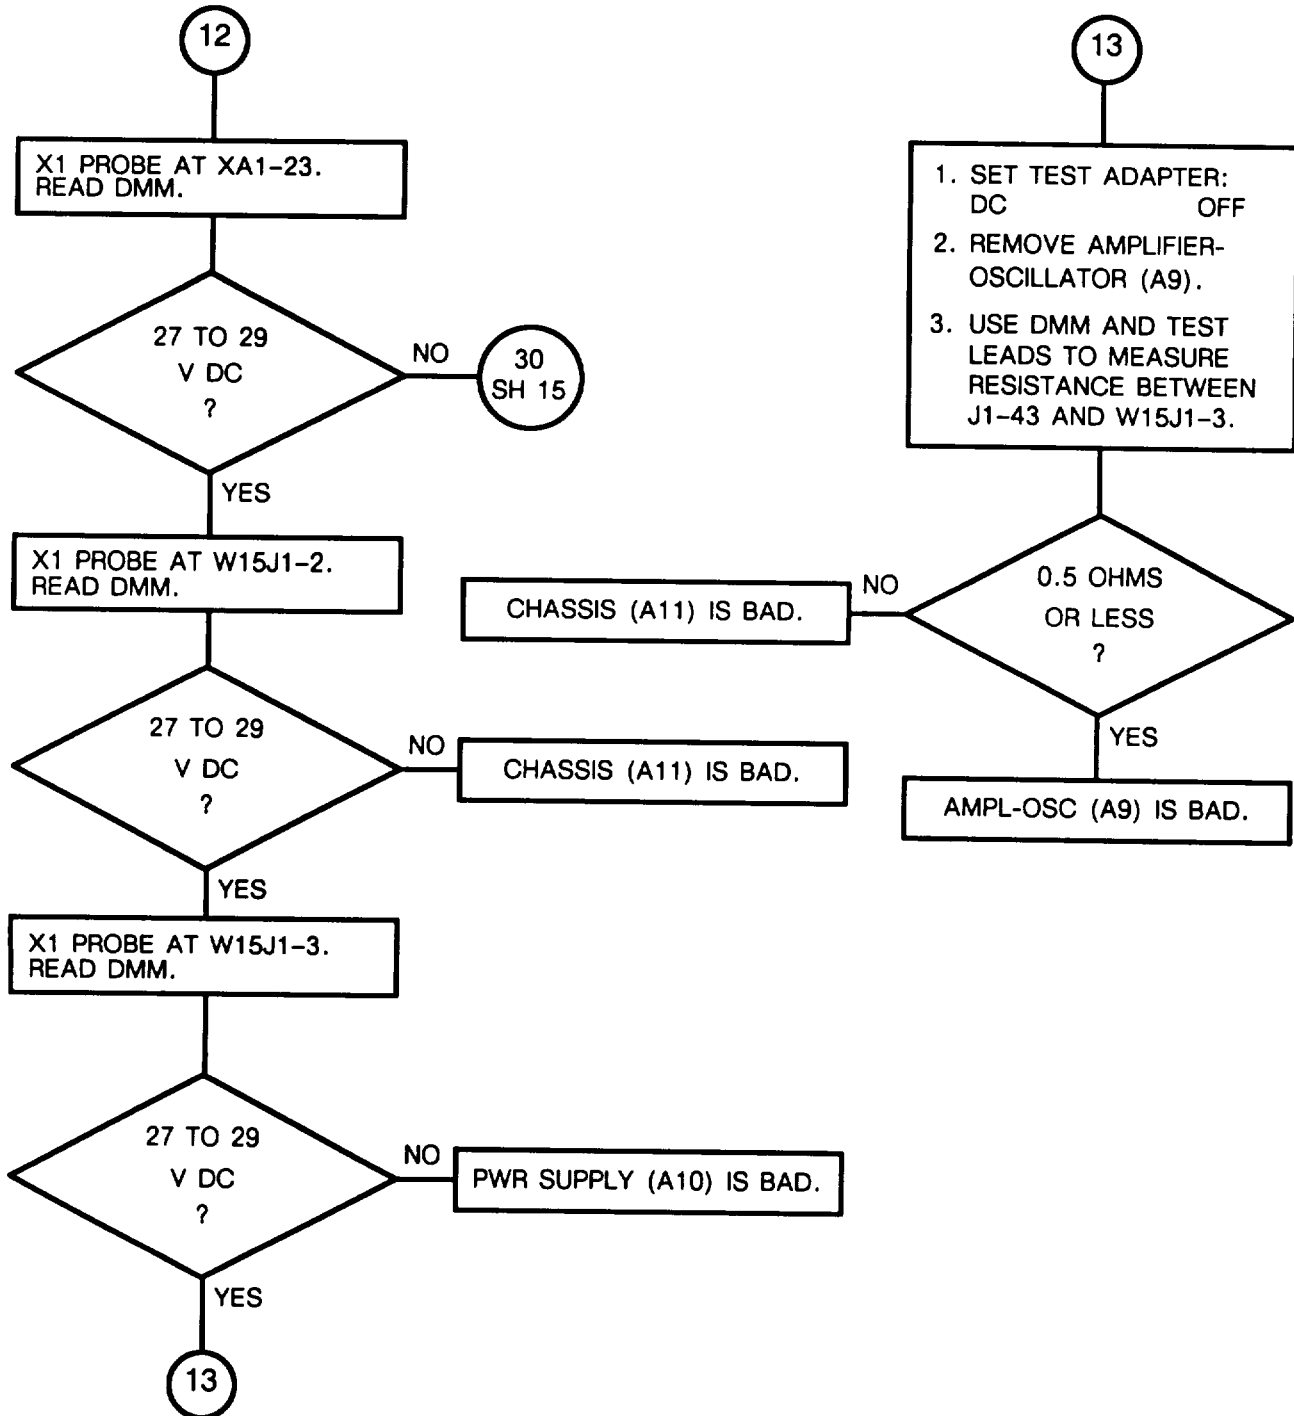 12
X1 PROBE AT XA1-23.
READ DMM.
27 TO 29
V DC
?
NO
30
SH 15
YES
X1 PROBE AT W15J1-2.
READ DMM.
27 TO 29
V DC
?
NO
CHASSIS (A11) IS BAD.
YES
X1 PROBE AT W15J1-3.
READ DMM.
27 TO 29
V DC
?
NO
PWR SUPPLY (A10) IS BAD.
YES
13
13
1. SET TEST ADAPTER:
DC OFF
2. REMOVE AMPLIFIER-
OSCILLATOR (A9).
3. USE DMM AND TEST
LEADS TO MEASURE
RESISTANCE BETWEEN
J1-43 AND W15J1-3.
0.5 OHMS
OR LESS
?
NO
CHASSIS (A11) IS BAD.
YES
AMPL-OSC (A9) IS BAD.